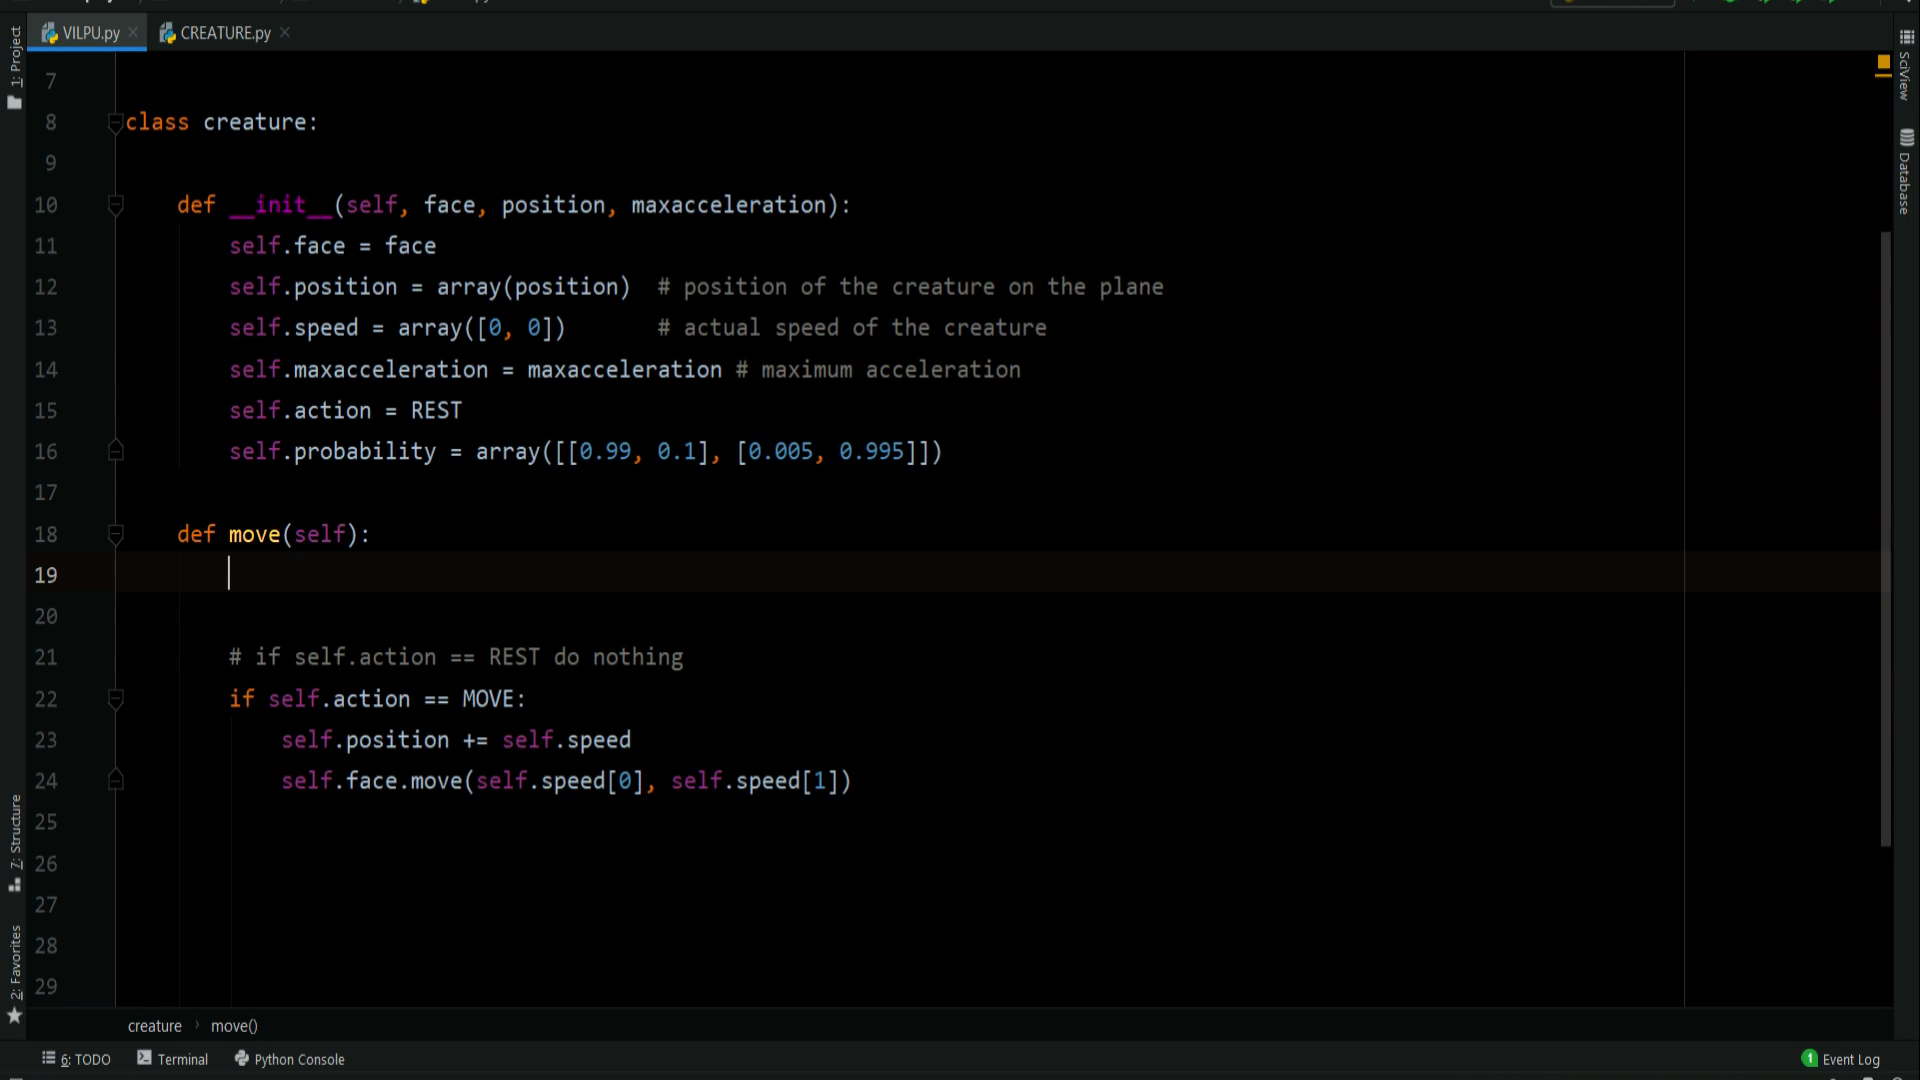 VILPU.py
CREATURE.py
1: Project
SciView
Database
7
8 class creature:
9
10 def __init__(self, face, position, maxacceleration):
11 self.face = face
12 self.position = array(position) # position of the creature on the plane
13 self.speed = array([0, 0]) # actual speed of the creature
14 self.maxacceleration = maxacceleration # maximum acceleration
15 self.action = REST
16 self.probability = array([[0.99, 0.1], [0.005, 0.995]])
17
18 def move(self):
19
20
21 # if self.action == REST do nothing
22 if self.action == MOVE:
23 self.position += self.speed
24 self.face.move(self.speed[0], self.speed[1])
25
26
27
28
29
7: Structure
2: Favorites
creature › move()
6: TODO
Terminal
Python Console
1 Event Log